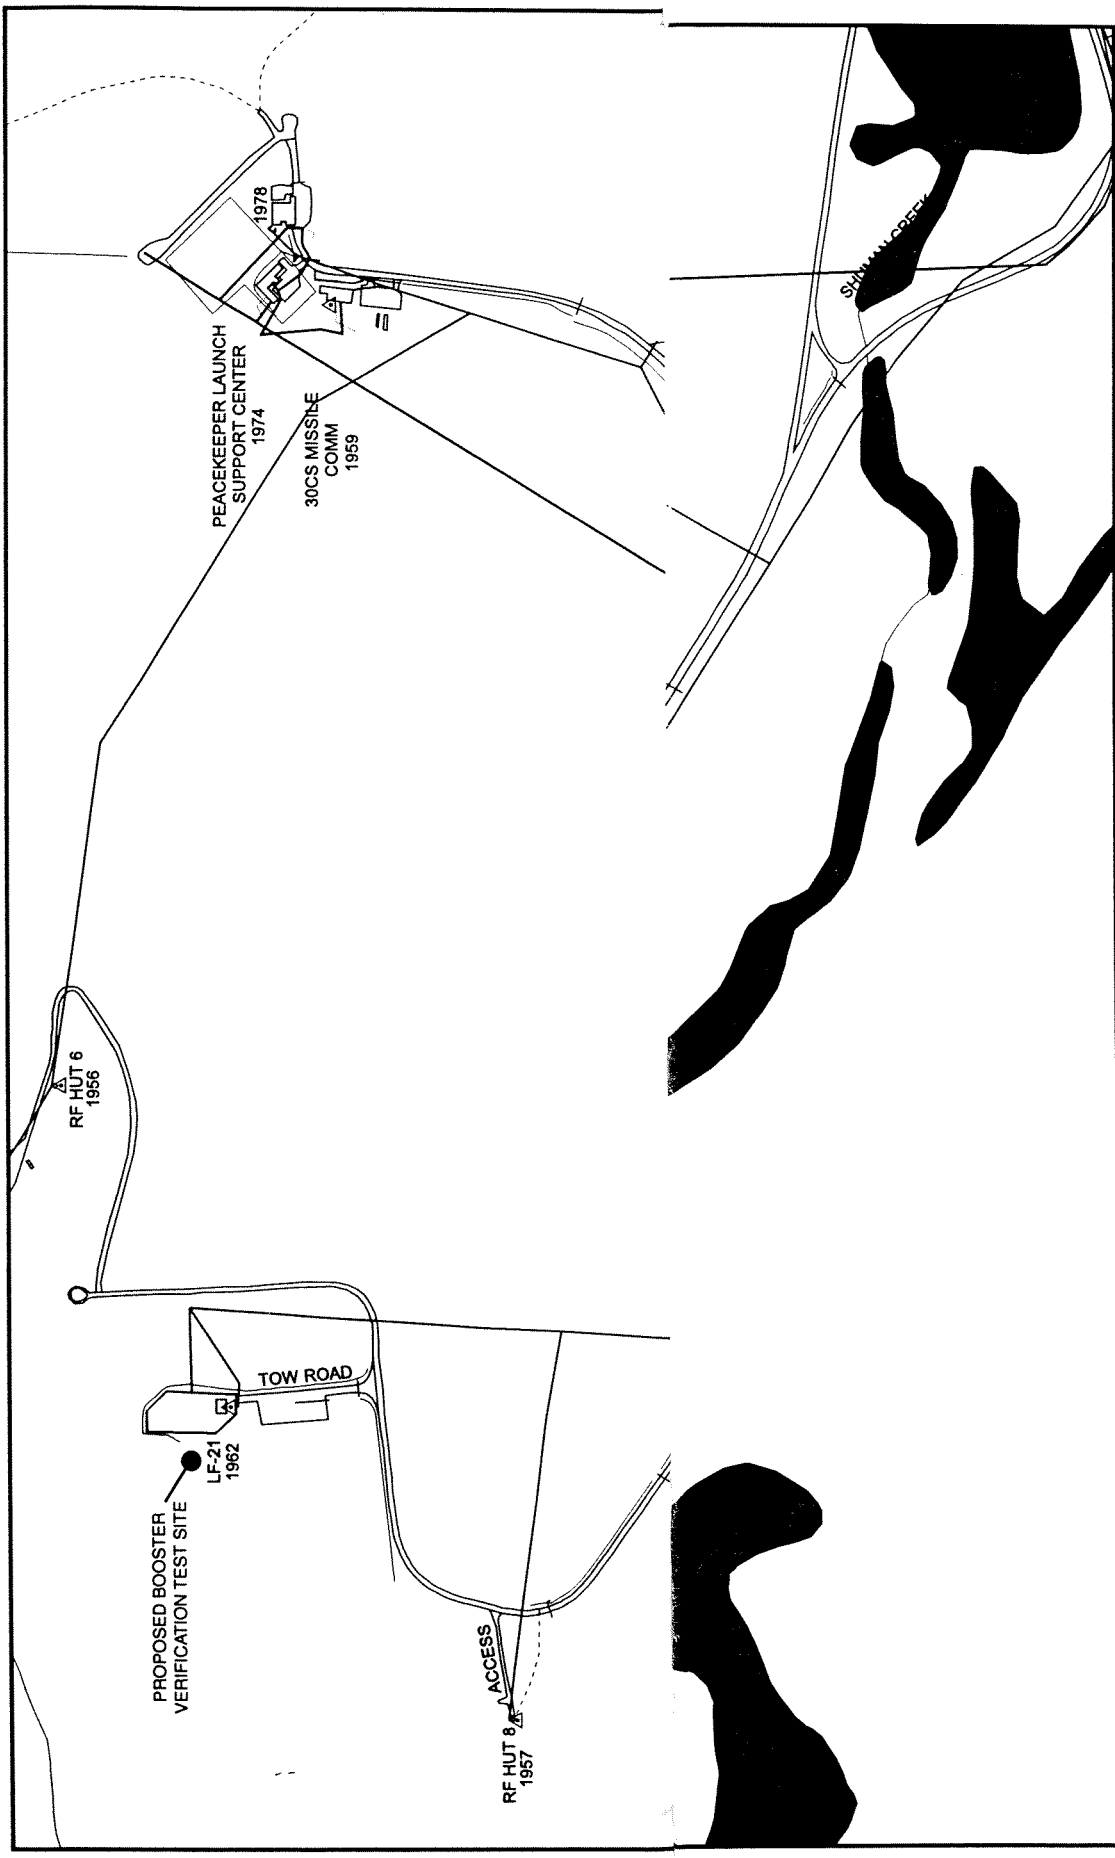 PROPOSED BOOSTER
VERIFICATION TEST SITE
LF-21
1962
TOW ROAD
RF HUT 6
1956
ACCESS
RF HUT 8
1957
PEACEKEEPER LAUNCH
SUPPORT CENTER
1974
1978
30CS MISSILE
COMM
1959
CREEK